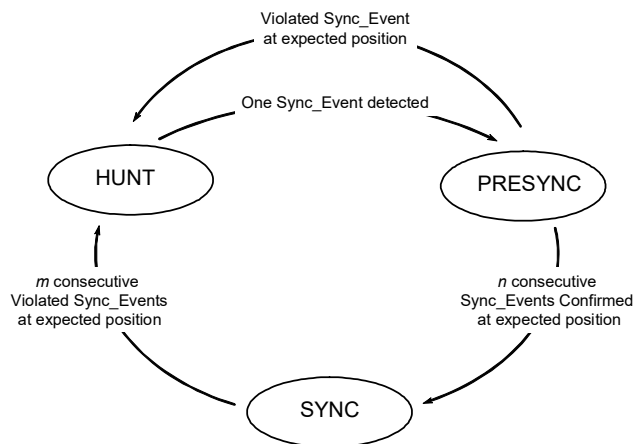 Violated Sync_Event
at expected position
One Sync_Event detected
HUNT
PRESYNC
m consecutive
Violated Sync_Events
at expected position
n consecutive
Sync_Events Confirmed
at expected position
SYNC